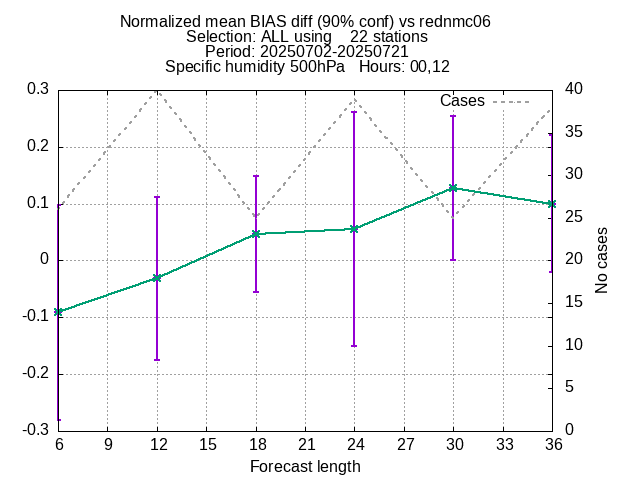 Normalized mean BIAS diff (90% conf) vs rednmc06
Selection: ALL using    22 stations
Period: 20250702-20250721
Specific humidity 500hPa   Hours: 00,12
Cases
0.3
0.2
0.1
0
-0.1
-0.2
-0.3
40
35
30
25
20
15
10
5
0
No cases
6 9 12 15 18 21 24 27 30 33 36
Forecast length